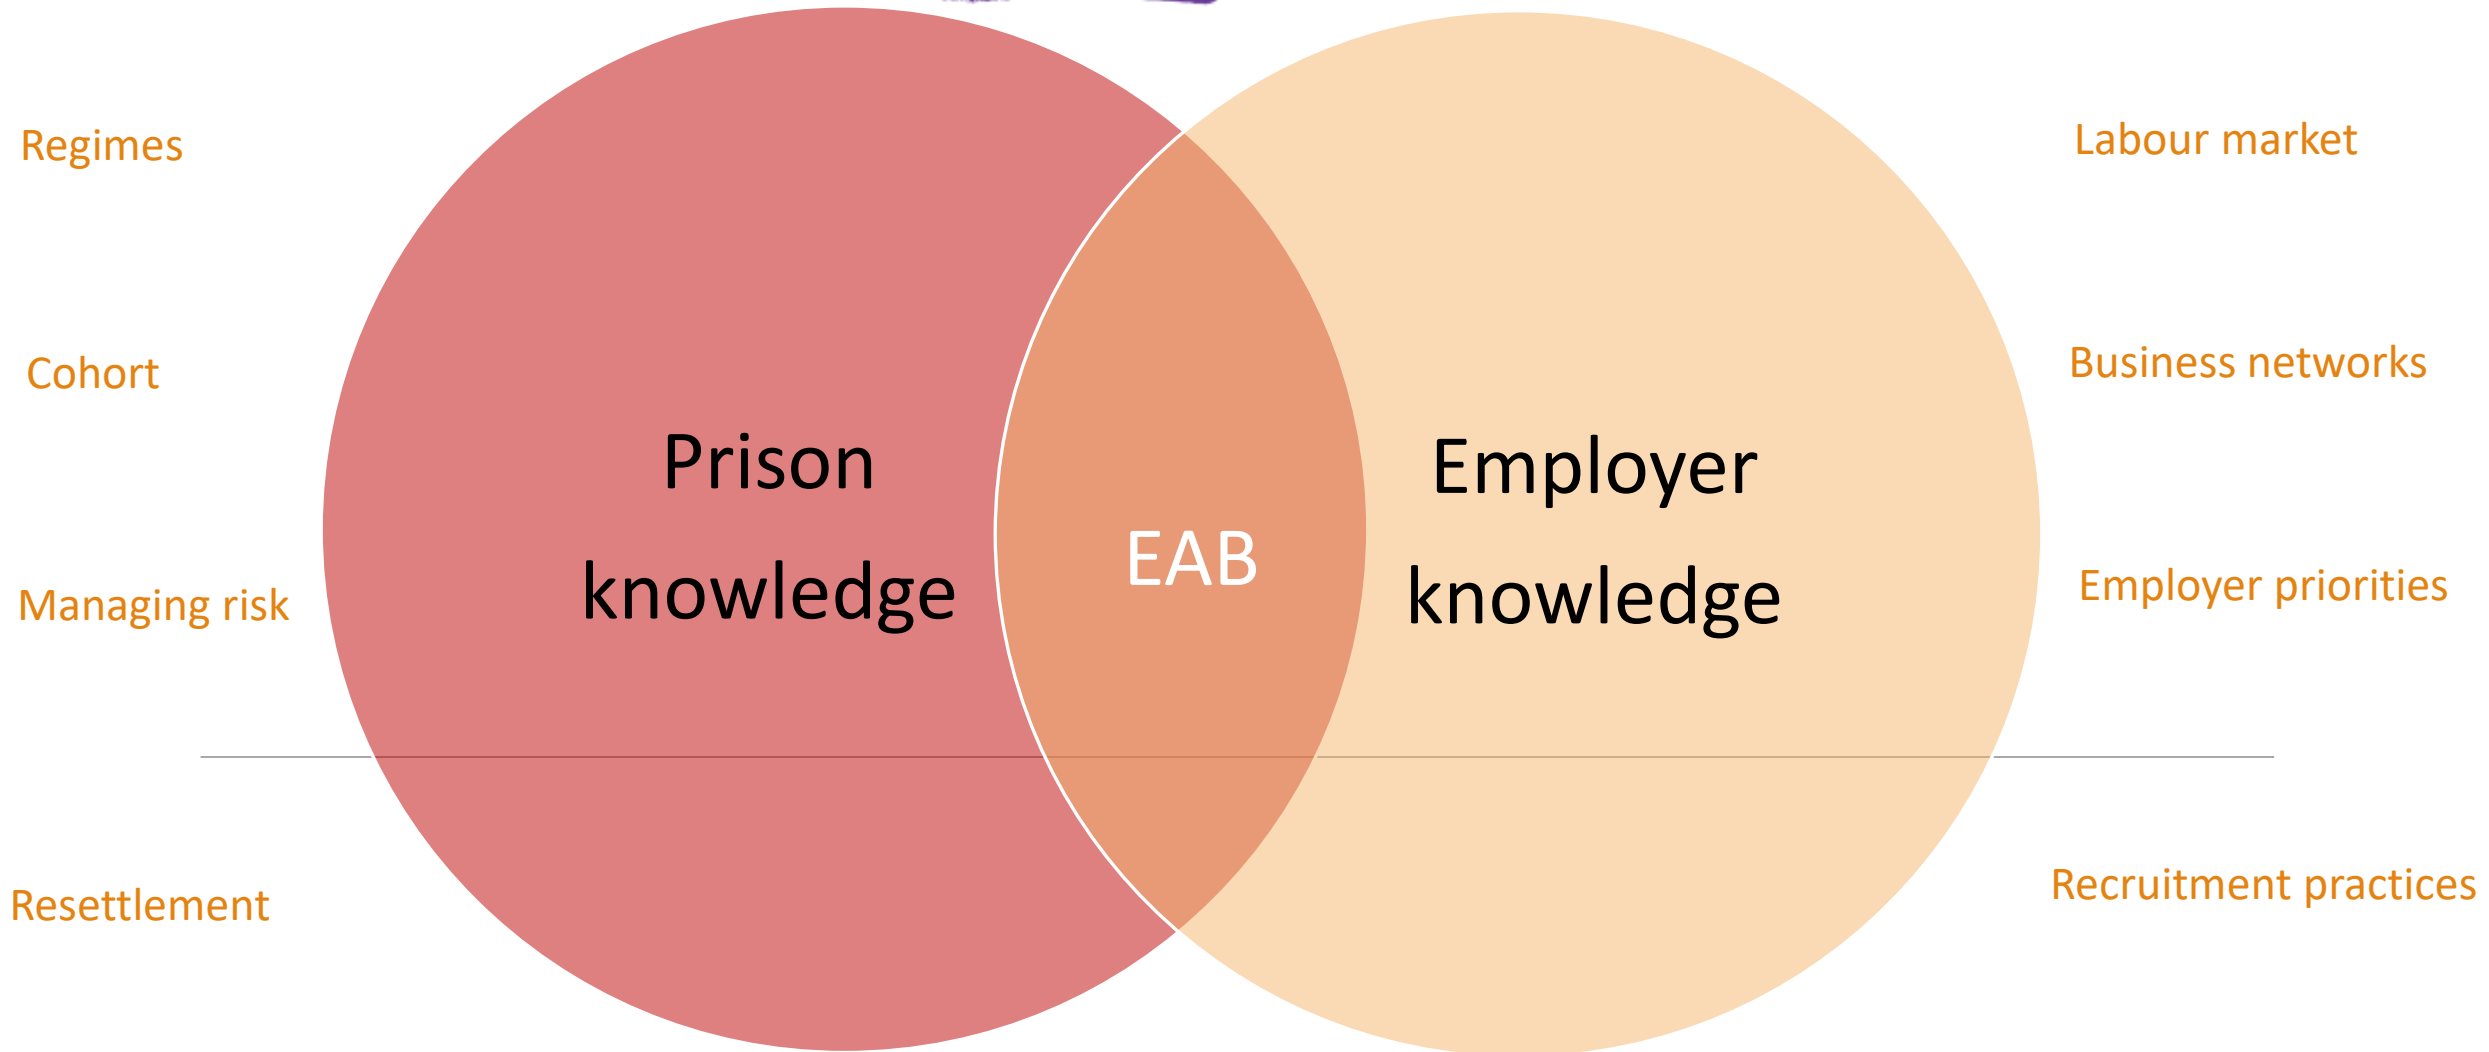 Regimes
Cohort
Managing risk
Resettlement
Prison
knowledge
EAB
Employer
knowledge
Labour market
Business networks
Employer priorities
Recruitment practices